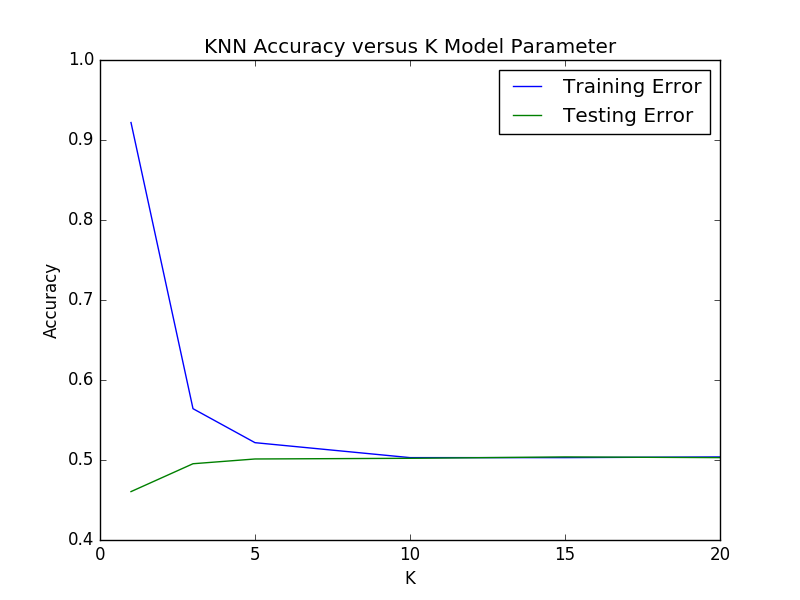 KNN Accuracy versus K Model Parameter
Training Error
Testing Error
1.0
0.9
0.8
0.7
0.6
0.5
0.4
Accuracy
0 5 10 15 20
K